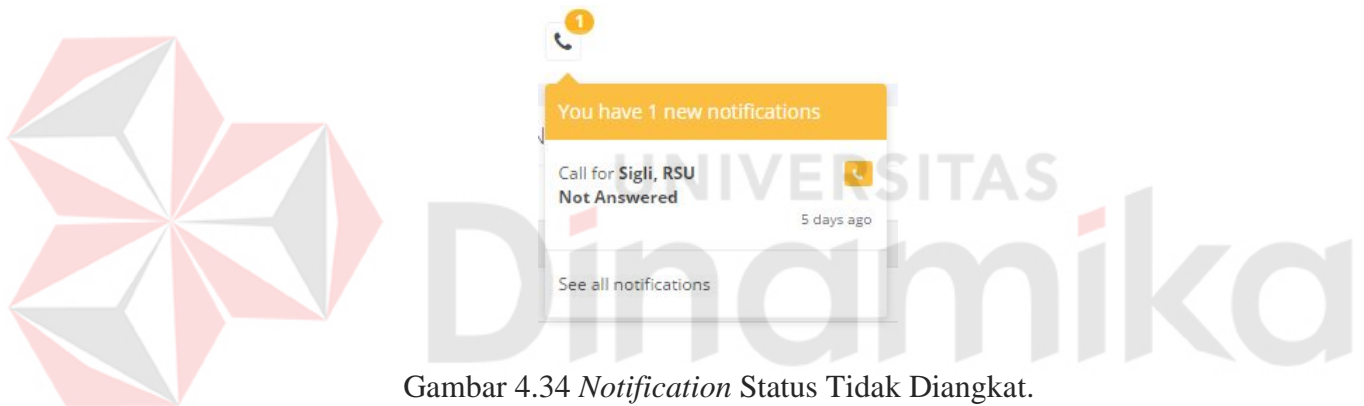 1
You have 1 new notifications
Call for Sigli, RSU
Not Answered
5 days ago
See all notifications
UNIVERSITAS
Dinamika
Gambar 4.34 Notification Status Tidak Diangkat.